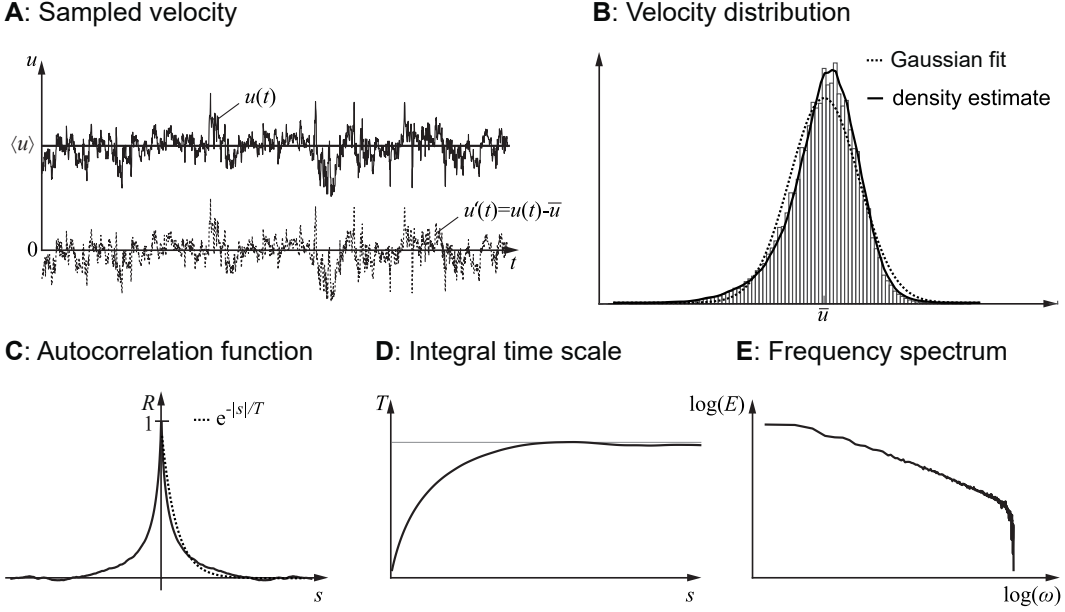 A: Sampled velocity
u
u(t)
⟨u⟩
u′(t)=u(t)-u̅
0
t
B: Velocity distribution
Gaussian fit
density estimate
u̅
C: Autocorrelation function
R
1
e^-|s|/T
s
D: Integral time scale
T
s
E: Frequency spectrum
log(E)
log(ω)